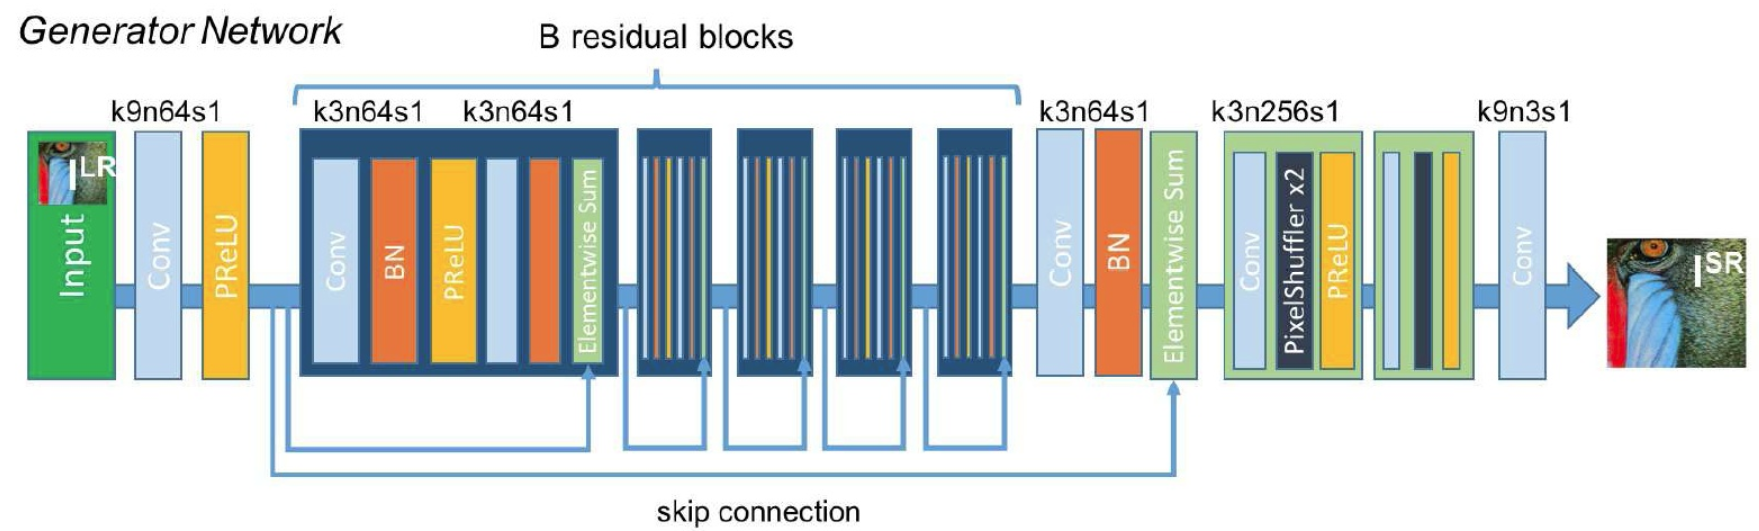 Generator Network
B residual blocks
k9n64s1
k3n64s1
k3n64s1
k3n64s1
k3n256s1
k9n3s1
Input
I^LR
Conv
PReLU
Conv
BN
PReLU
Elementwise Sum
Conv
BN
Elementwise Sum
Conv
PixelShuffler x2
PReLU
Conv
I^SR
skip connection